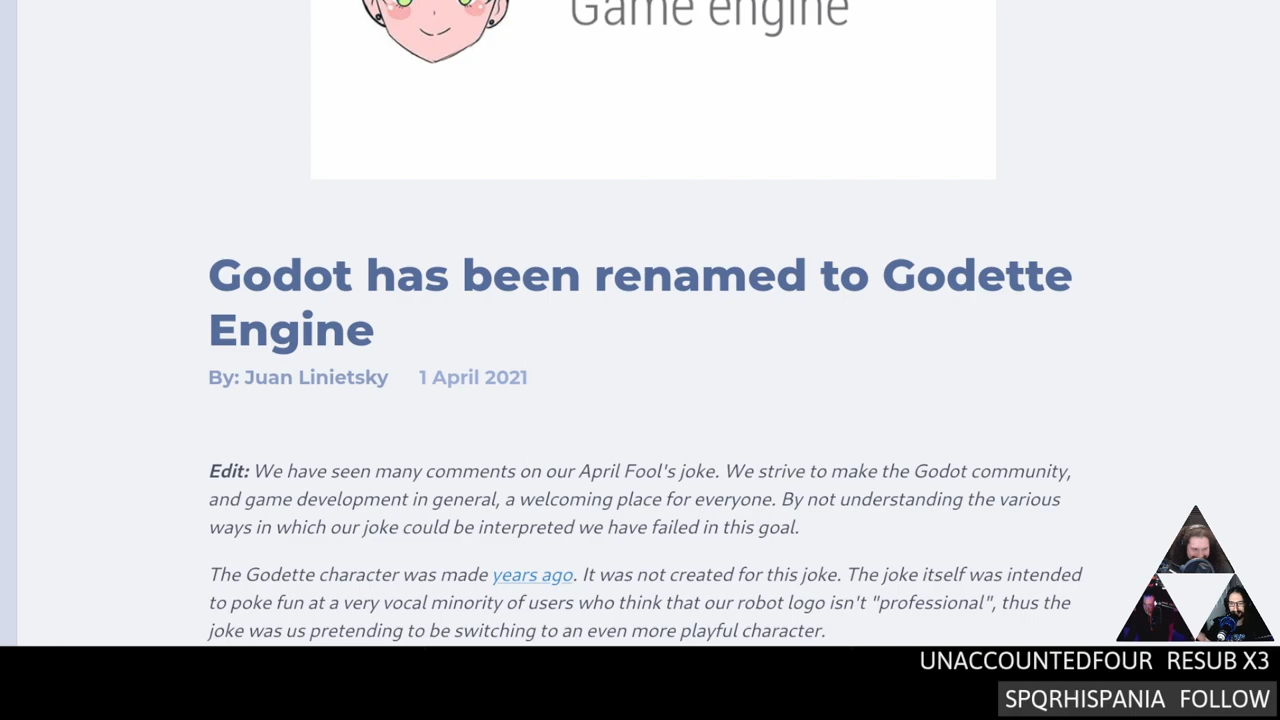 Game engine
Godot has been renamed to Godette
Engine
By: Juan Linietsky 1 April 2021
Edit: We have seen many comments on our April Fool's joke. We strive to make the Godot community,
and game development in general, a welcoming place for everyone. By not understanding the various
ways in which our joke could be interpreted we have failed in this goal.
The Godette character was made years ago. It was not created for this joke. The joke itself was intended
to poke fun at a very vocal minority of users who think that our robot logo isn't "professional", thus the
joke was us pretending to be switching to an even more playful character.
UNACCOUNTEDFOUR RESUB X3
SPQRHISPANIA FOLLOW